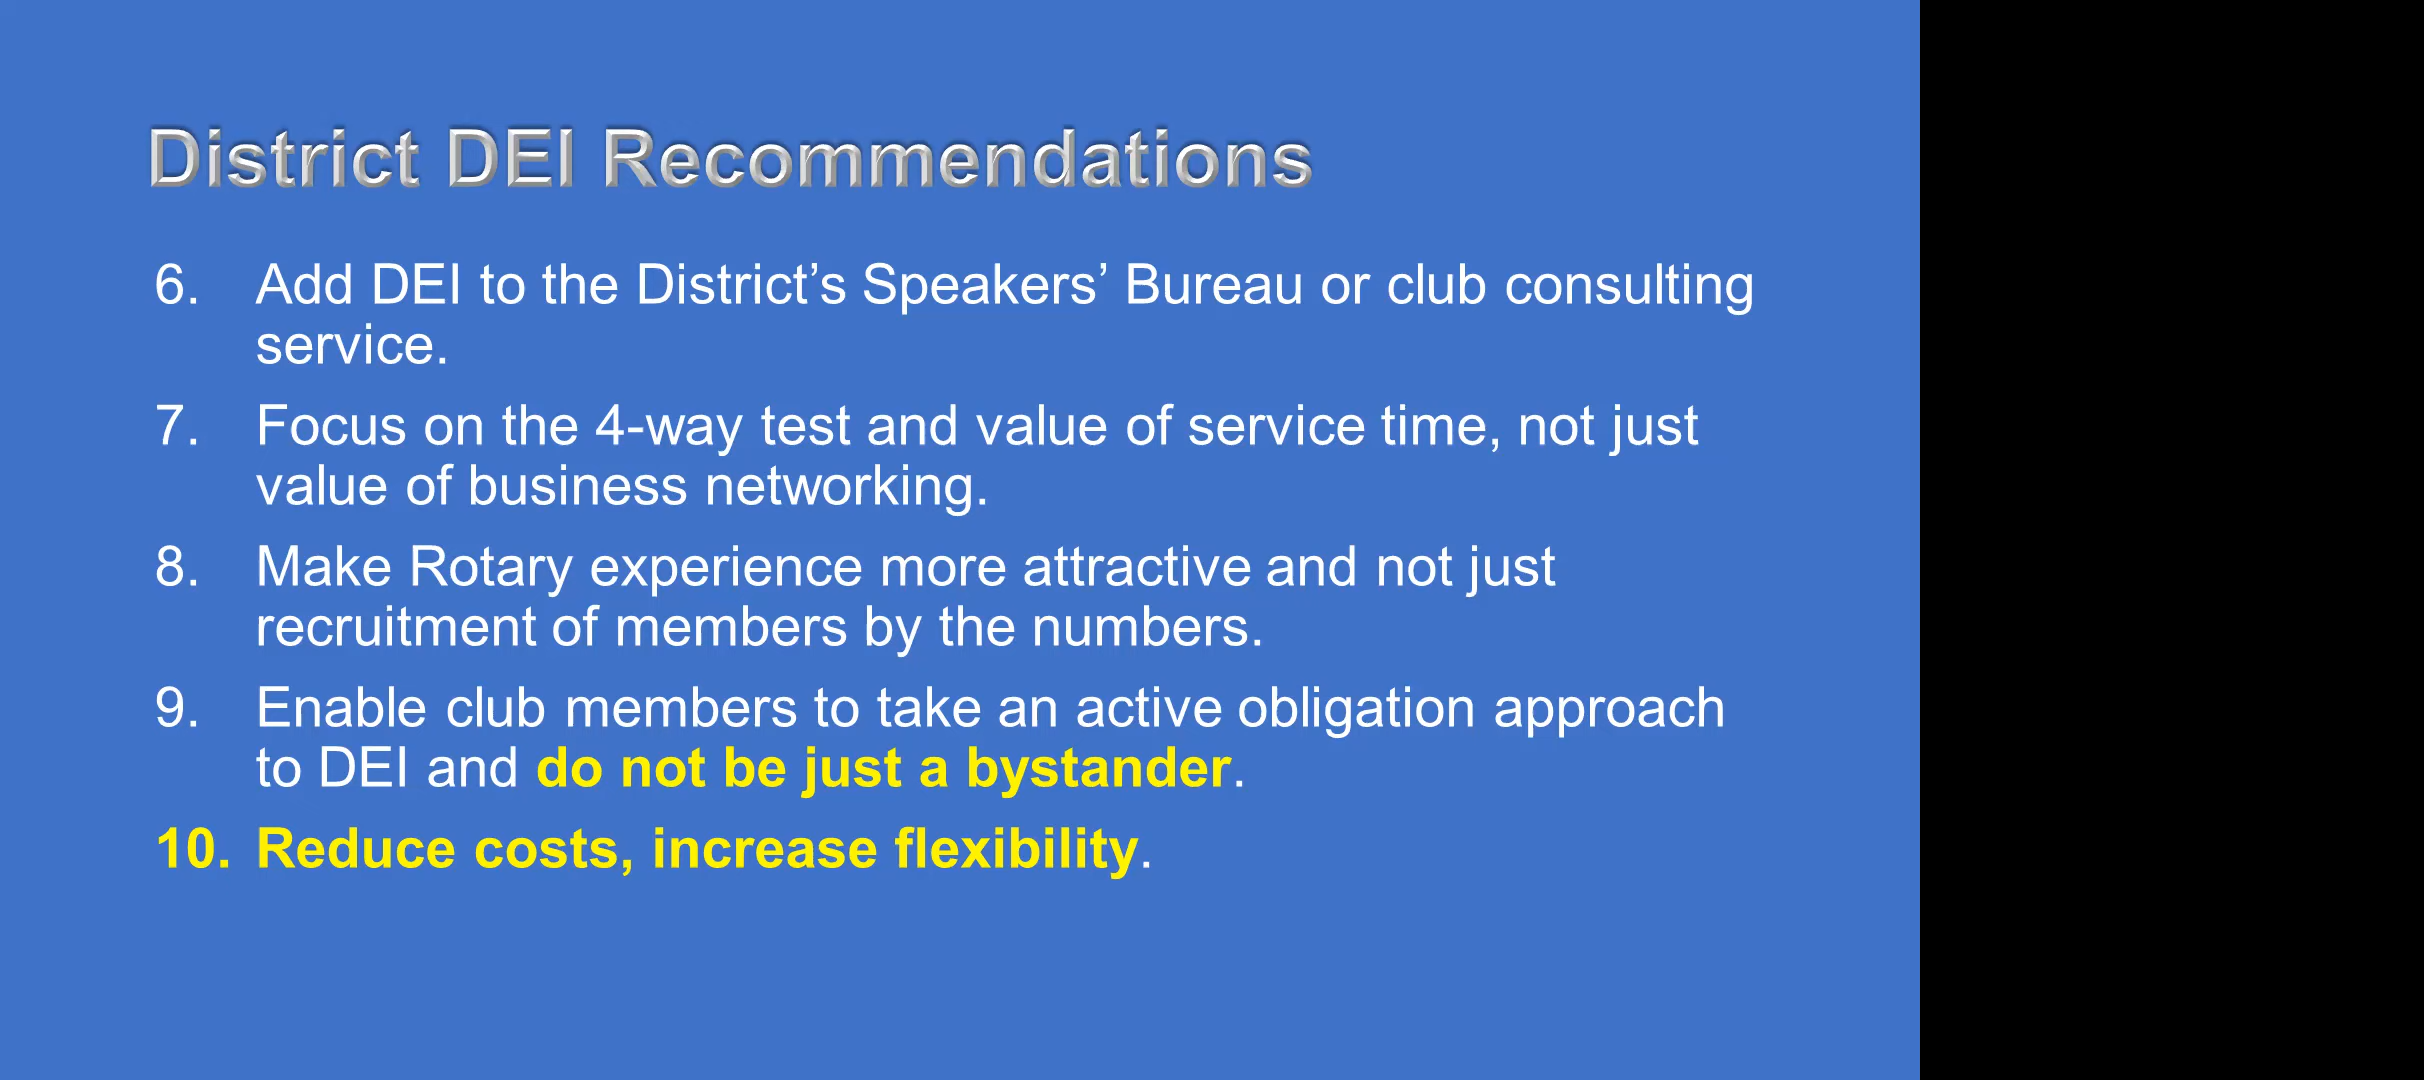 District DEI Recommendations
6. Add DEI to the District’s Speakers’ Bureau or club consulting
service.
7. Focus on the 4-way test and value of service time, not just
value of business networking.
8. Make Rotary experience more attractive and not just
recruitment of members by the numbers.
9. Enable club members to take an active obligation approach
to DEI and do not be just a bystander.
10. Reduce costs, increase flexibility.